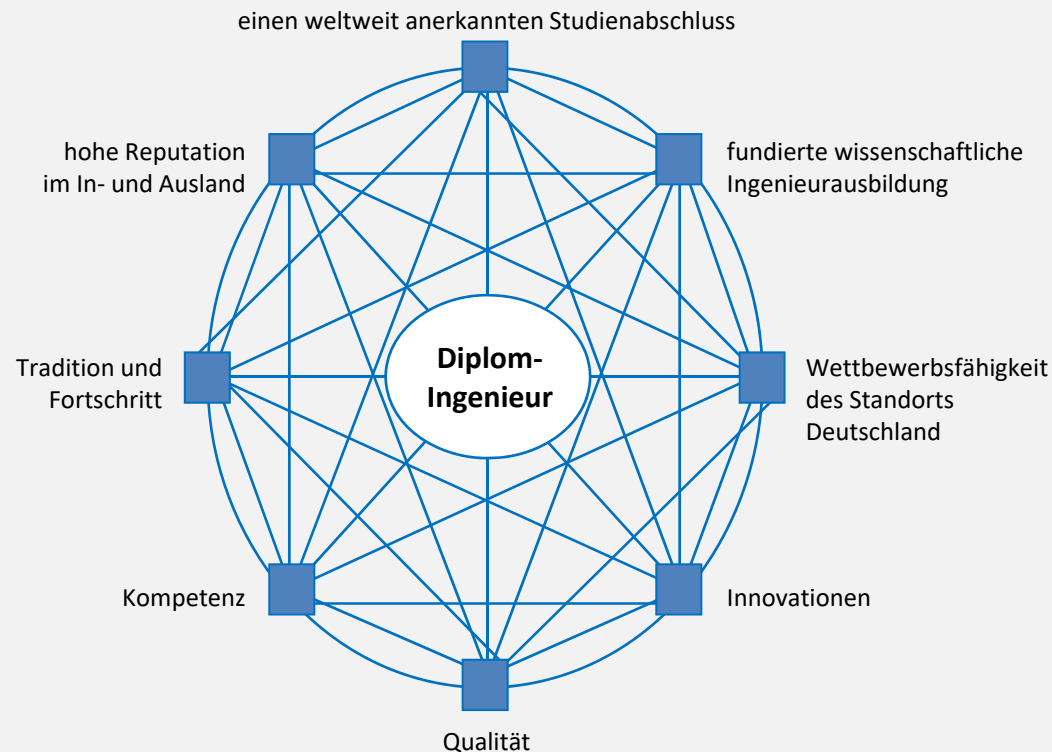 einen weltweit anerkannten Studienabschluss
hohe Reputation
im In- und Ausland
fundierte wissenschaftliche
Ingenieurausbildung
Tradition und
Fortschritt
Diplom-
Ingenieur
Wettbewerbsfähigkeit
des Standorts
Deutschland
Kompetenz
Innovationen
Qualität